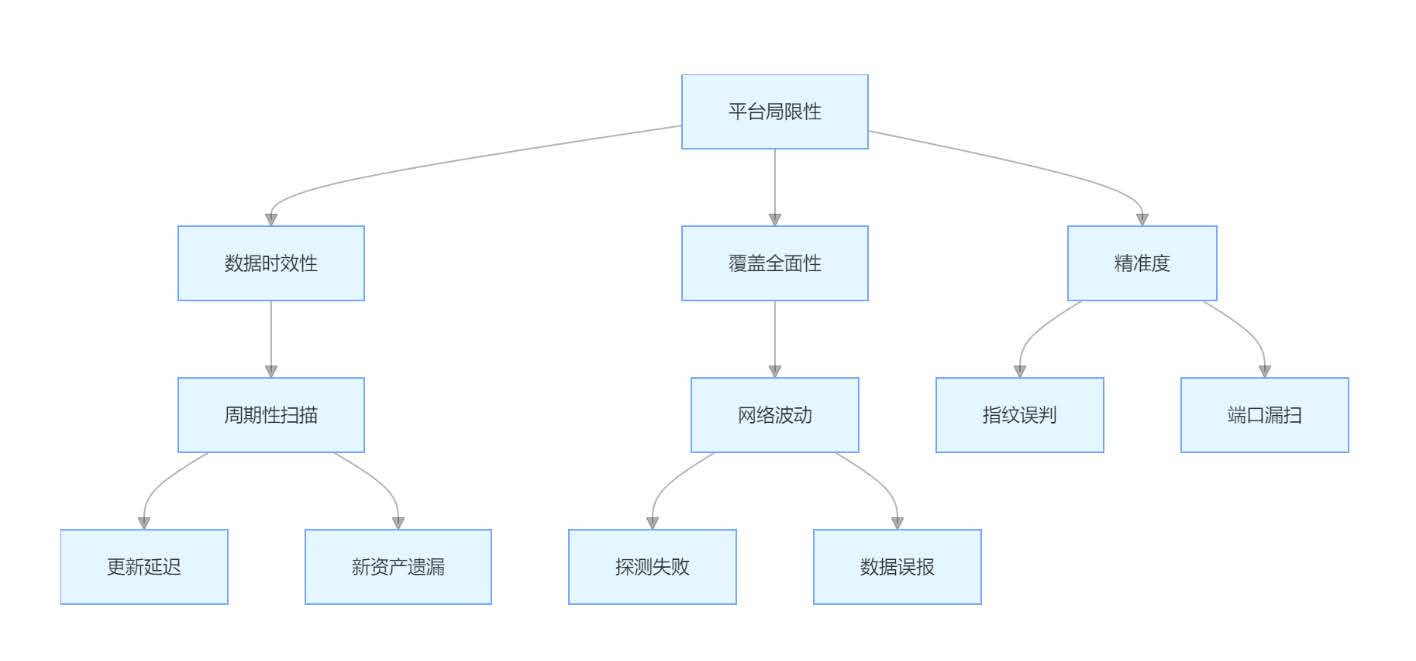 平台局限性
数据时效性
覆盖全面性
精准度
周期性扫描
网络波动
指纹误判
端口漏扫
更新延迟
新资产遗漏
探测失败
数据误报